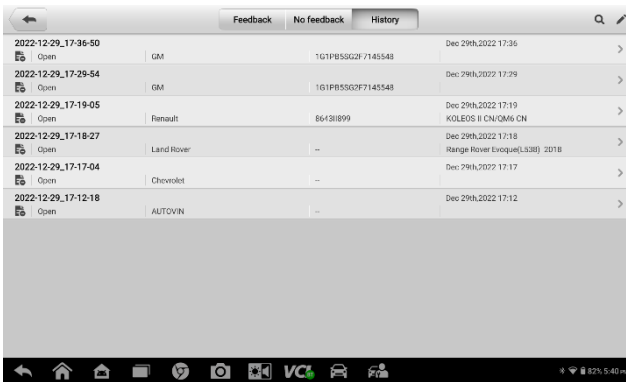 Feedback No feedback History
2022-12-29_17-36-50 Dec 29th,2022 17:36
Open GM 1G1PB5SG2F7145548
2022-12-29_17-29-54 Dec 29th,2022 17:29
Open GM 1G1PB5SG2F7145548
2022-12-29_17-19-05 Dec 29th,2022 17:19
Open Renault 8643II899 KOLEOS II CN/QM6 CN
2022-12-29_17-18-27 Dec 29th,2022 17:18
Open Land Rover -- Range Rover Evoque(L538) 2018
2022-12-29_17-17-04 Dec 29th,2022 17:17
Open Chevrolet --
2022-12-29_17-12-18 Dec 29th,2022 17:12
Open AUTOVIN --
VCI 82% 5:40 PM